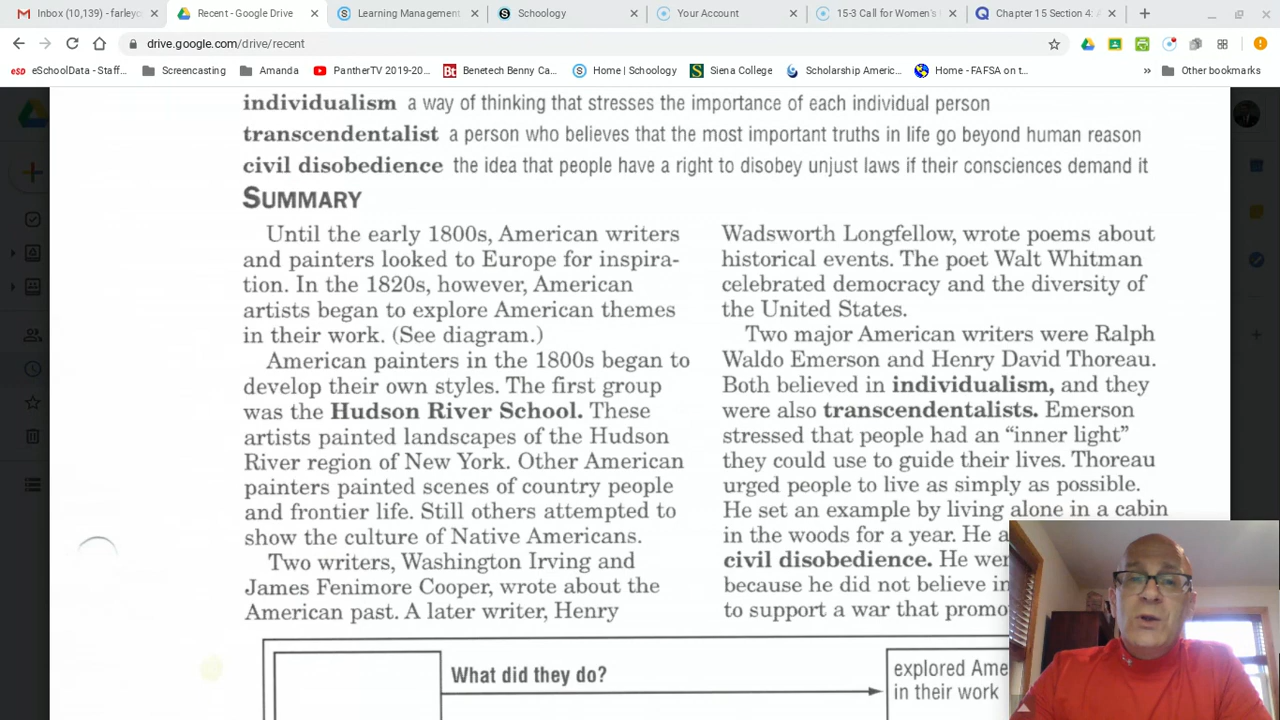 Inbox (10,139) - farleyc
Recent - Google Drive
Learning Management
Schoology
Your Account
15-3 Call for Women's
Chapter 15 Section 4:
drive.google.com/drive/recent
eSchoolData - Staff...
Screencasting
Amanda
PantherTV 2019-20...
Benetech Benny Ca...
Home | Schoology
Siena College
Scholarship Americ...
Home - FAFSA on t...
»
Other bookmarks
individualism a way of thinking that stresses the importance of each individual person
transcendentalist a person who believes that the most important truths in life go beyond human reason
civil disobedience the idea that people have a right to disobey unjust laws if their consciences demand it
SUMMARY
Until the early 1800s, American writers
and painters looked to Europe for inspira-
tion. In the 1820s, however, American
artists began to explore American themes
in their work. (See diagram.)
American painters in the 1800s began to
develop their own styles. The first group
was the Hudson River School. These
artists painted landscapes of the Hudson
River region of New York. Other American
painters painted scenes of country people
and frontier life. Still others attempted to
show the culture of Native Americans.
Two writers, Washington Irving and
James Fenimore Cooper, wrote about the
American past. A later writer, Henry
Wadsworth Longfellow, wrote poems about
historical events. The poet Walt Whitman
celebrated democracy and the diversity of
the United States.
Two major American writers were Ralph
Waldo Emerson and Henry David Thoreau.
Both believed in individualism, and they
were also transcendentalists. Emerson
stressed that people had an "inner light"
they could use to guide their lives. Thoreau
urged people to live as simply as possible.
He set an example by living alone in a cabin
in the woods for a year. He a
civil disobedience. He wer
because he did not believe in
to support a war that promo
What did they do?
explored Ame
in their work